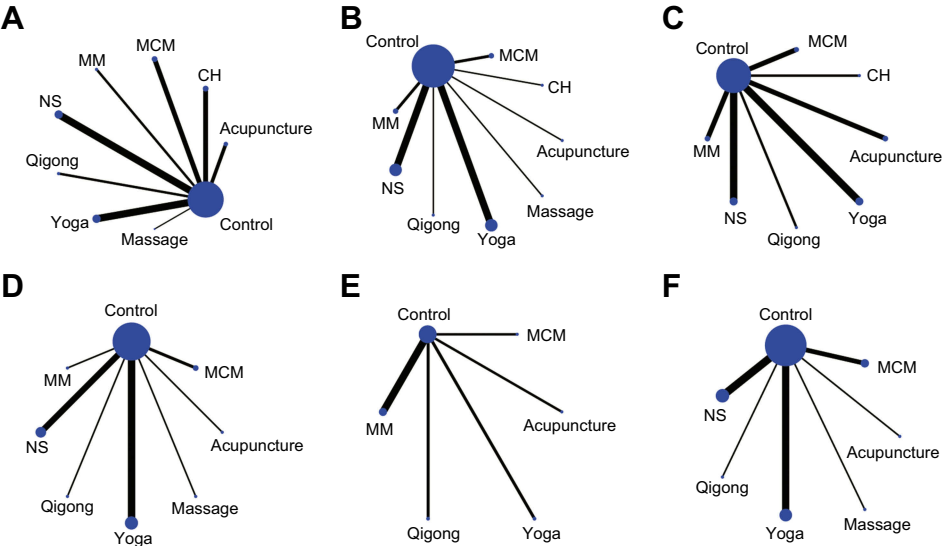 A
MCM
MM
CH
NS
Acupuncture
Qigong
Yoga
Control
Massage
B
Control
MCM
CH
MM
Acupuncture
NS
Massage
Qigong
Yoga
C
MCM
Control
CH
MM
Acupuncture
NS
Yoga
Qigong
D
Control
MM
MCM
NS
Acupuncture
Qigong
Massage
Yoga
E
Control
MCM
MM
Acupuncture
Qigong
Yoga
F
Control
MCM
NS
Acupuncture
Qigong
Massage
Yoga